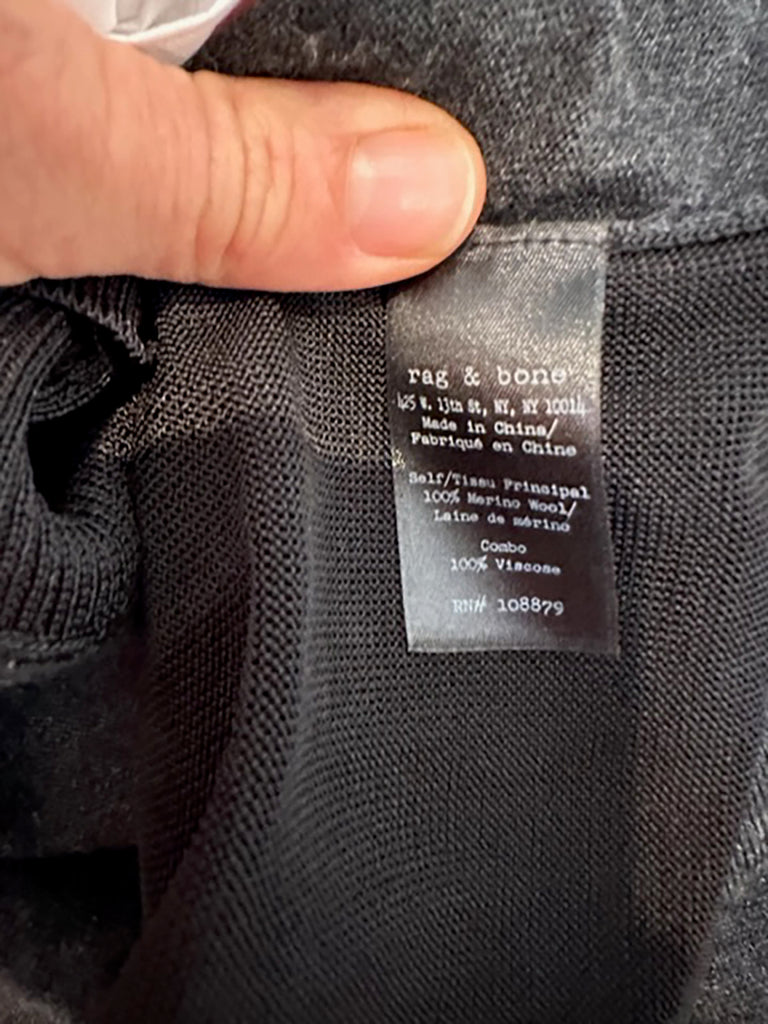 rag & bone
425 W. 13th St, NY, NY 10014
Made in China/
Fabriqué en Chine
Self/Tissu Principal
100% Merino Wool/
Laine de mérino
Combo
100% Viscose
RN# 108879